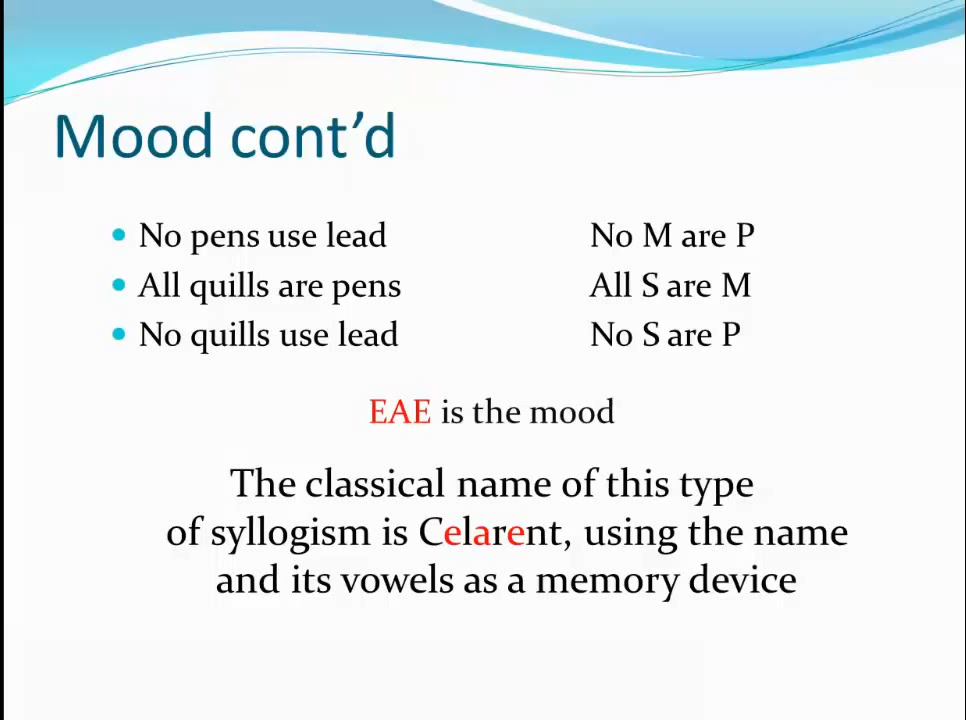 Mood cont’d
• No pens use lead No M are P
• All quills are pens All S are M
• No quills use lead No S are P
EAE is the mood
The classical name of this type
of syllogism is Celarent, using the name
and its vowels as a memory device